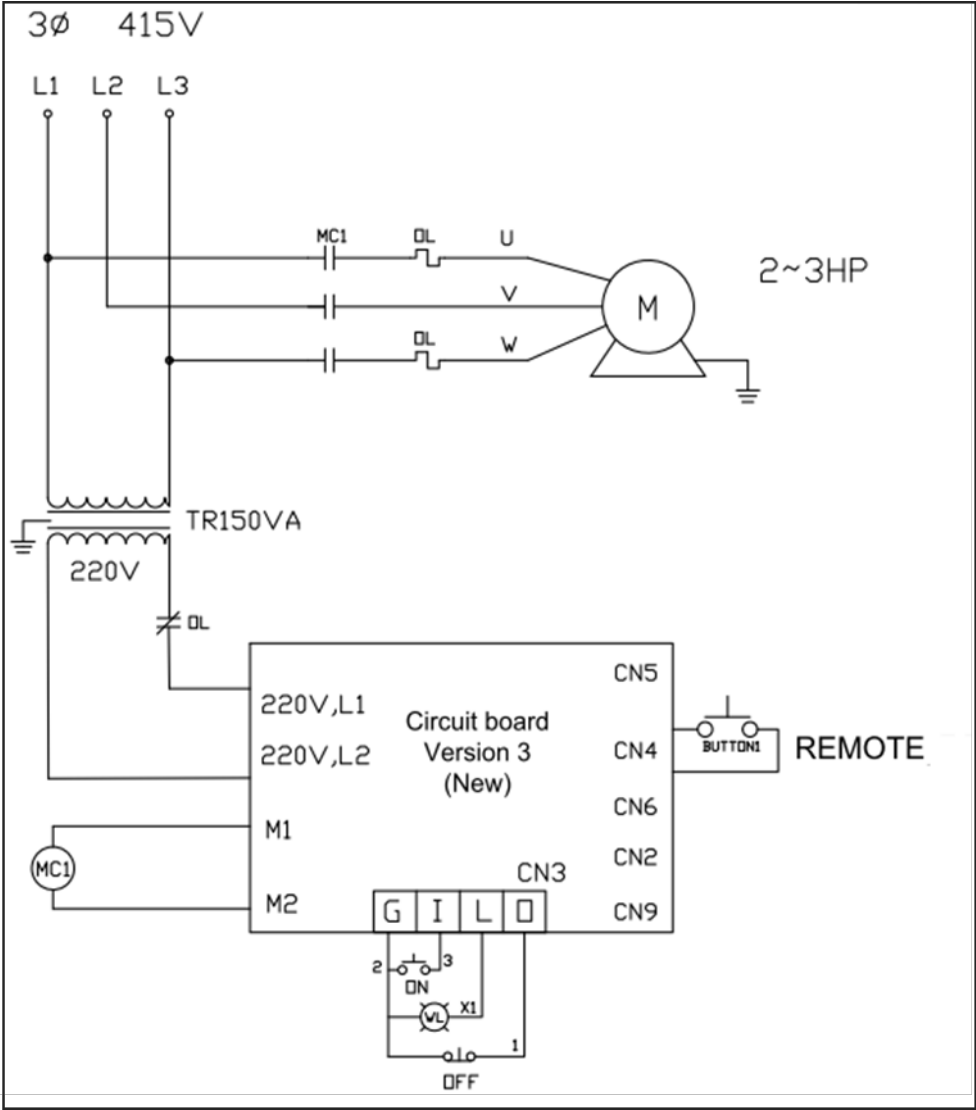 3Ø 415V
L1 L2 L3
MC1 OL U
2~3HP
V
M
OL W
TR150VA
220V
OL
CN5
220V,L1
Circuit board
Version 3
(New)
220V,L2
CN4
BUTTON1
REMOTE
CN6
M1
CN2
MC1
CN3
M2
G I L O
CN9
2 3
ON
X1
WL
1
OFF